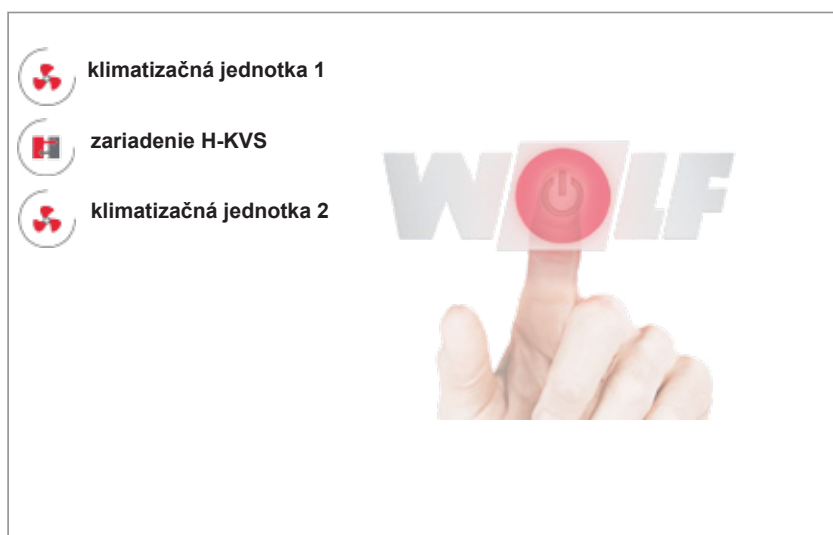 klimatizačná jednotka 1
zariadenie H-KVS
klimatizačná jednotka 2
WOLF